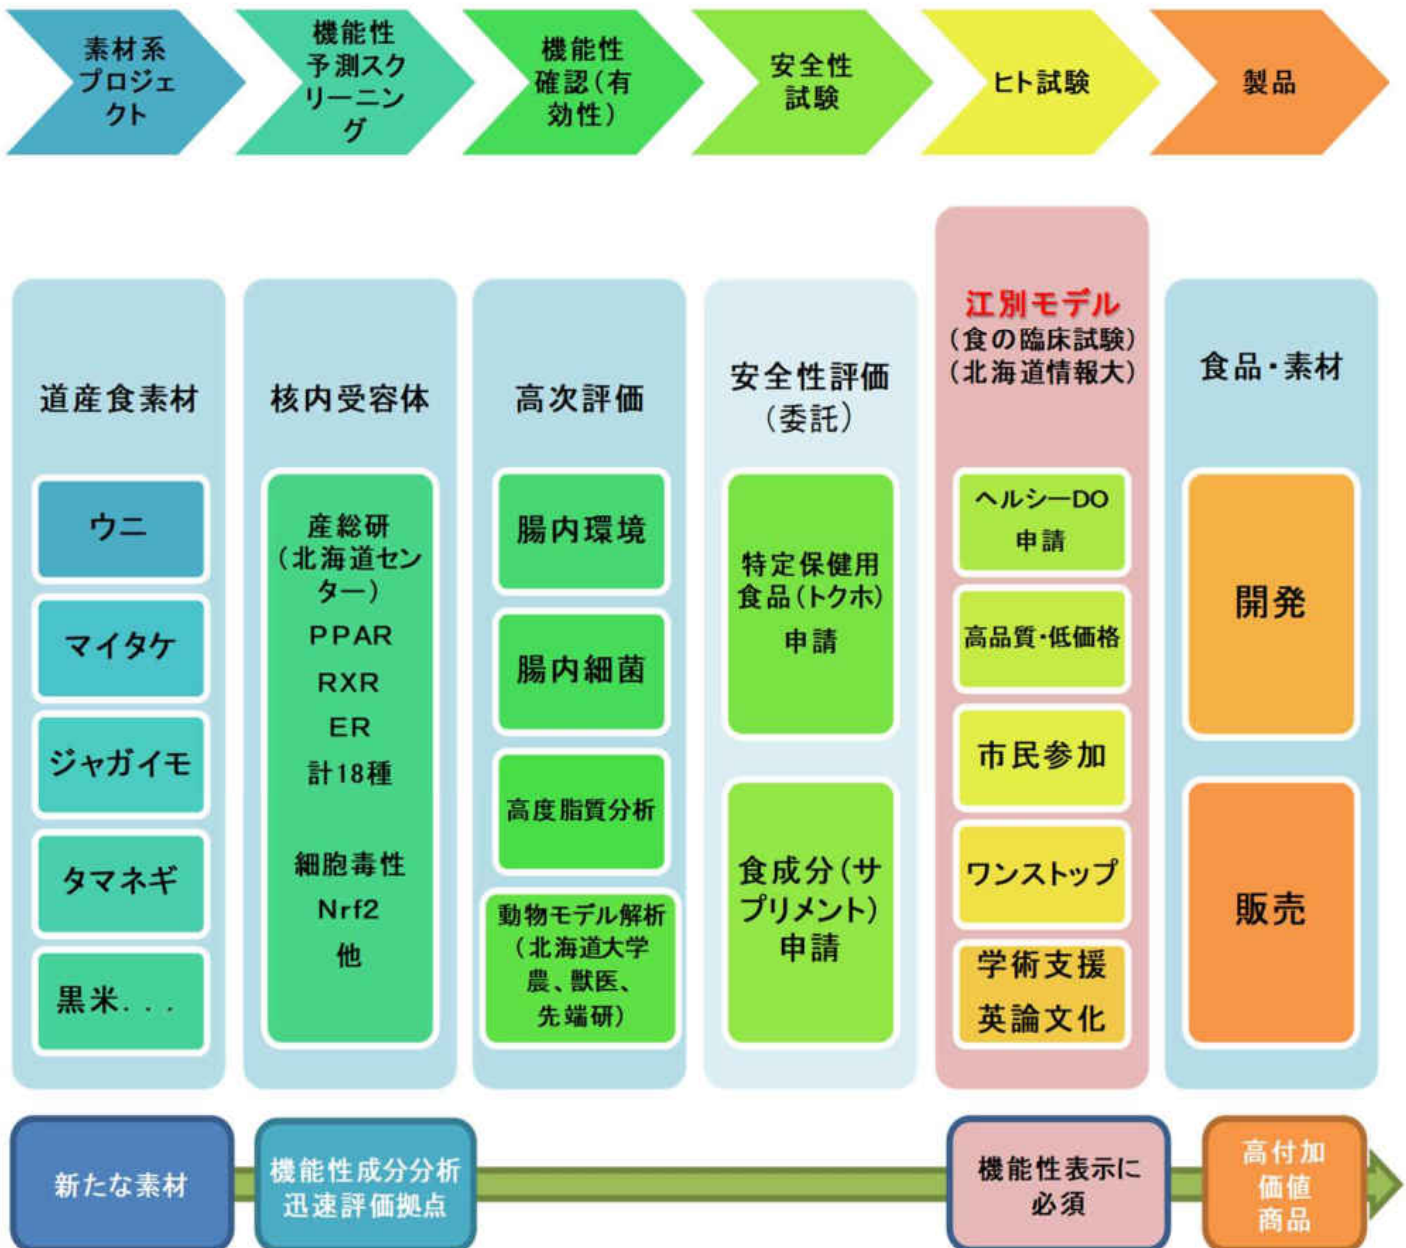 素材系
プロジェ
クト
機能性
予測スク
リーニン
グ
機能性
確認(有
効性)
安全性
試験
ヒト試験
製品
道産食素材
ウニ
マイタケ
ジャガイモ
タマネギ
黒米...
核内受容体
産総研
(北海道セン
ター)
PPAR
RXR
ER
計18種
細胞毒性
Nrf2
他
高次評価
腸内環境
腸内細菌
高度脂質分析
動物モデル解析
(北海道大学
農、獣医、
先端研)
安全性評価
(委託)
特定保健用
食品(トクホ)
申請
食成分(サ
プリメント)
申請
江別モデル
(食の臨床試験)
(北海道情報大)
ヘルシーDO
申請
高品質・低価格
市民参加
ワンストップ
学術支援
英論文化
食品・素材
開発
販売
新たな素材
機能性成分分析
迅速評価拠点
機能性表示に
必須
高付加
価値
商品